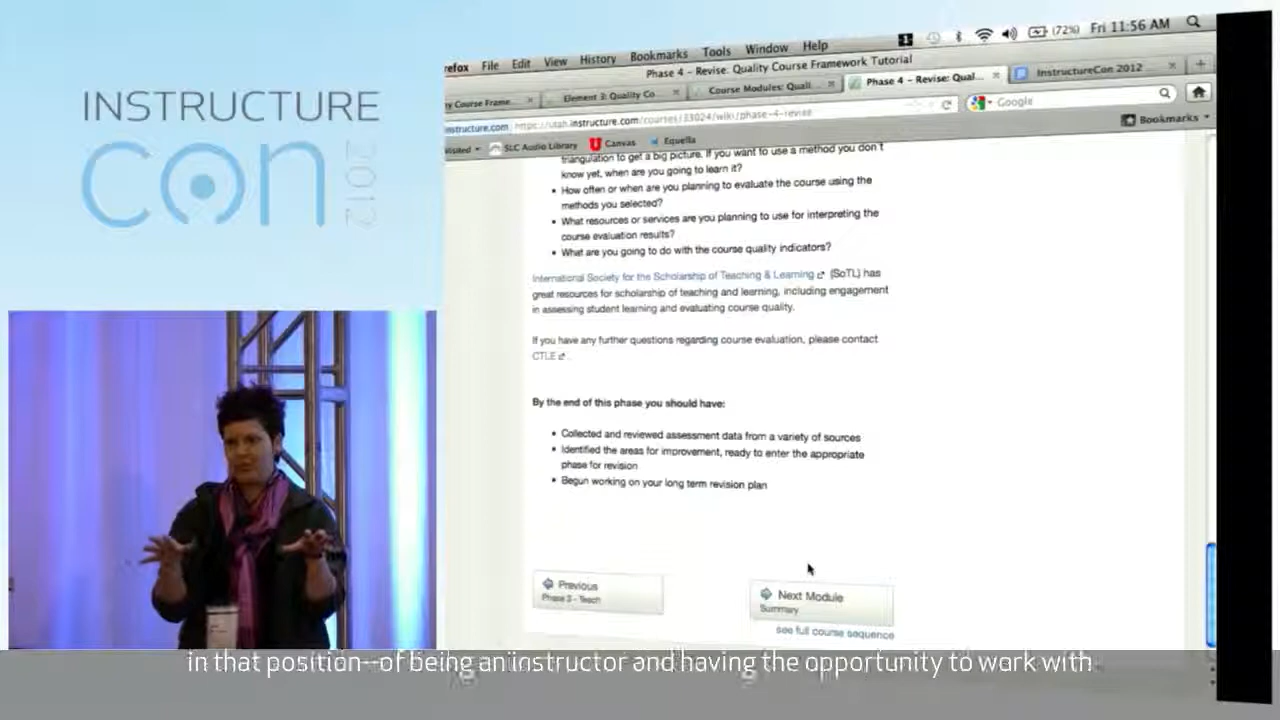 INSTRUCTURE
con
2012
File Edit View History Bookmarks Tools Window Help
(72%) Fri 11:56 AM
Phase 4 - Revise: Quality Course Framework Tutorial
Element 3: Quality Co
Course Modules: Quali...
Phase 4 - Revise: Qual...
InstructureCon 2012
https://utah.instructure.com/courses/33024/wiki/phase-4-revise
Google
SLC Audio Library
Canvas
Equella
Bookmarks
triangulation to get a big picture. If you want to use a method you don't
know yet, when are you going to learn it?
• How often or when are you planning to evaluate the course using the
methods you selected?
• What resources or services are you planning to use for interpreting the
course evaluation results?
• What are you going to do with the course quality indicators?
International Society for the Scholarship of Teaching & Learning (SoTL) has
great resources for scholarship of teaching and learning, including engagement
in assessing student learning and evaluating course quality.
If you have any further questions regarding course evaluation, please contact
CTLE.
By the end of this phase you should have:
• Collected and reviewed assessment data from a variety of sources
• Identified the areas for improvement, ready to enter the appropriate
phase for revision
• Begun working on your long term revision plan
Previous
Phase 3 - Teach
Next Module
Summary
see full course sequence
in that position--of being an instructor and having the opportunity to work with